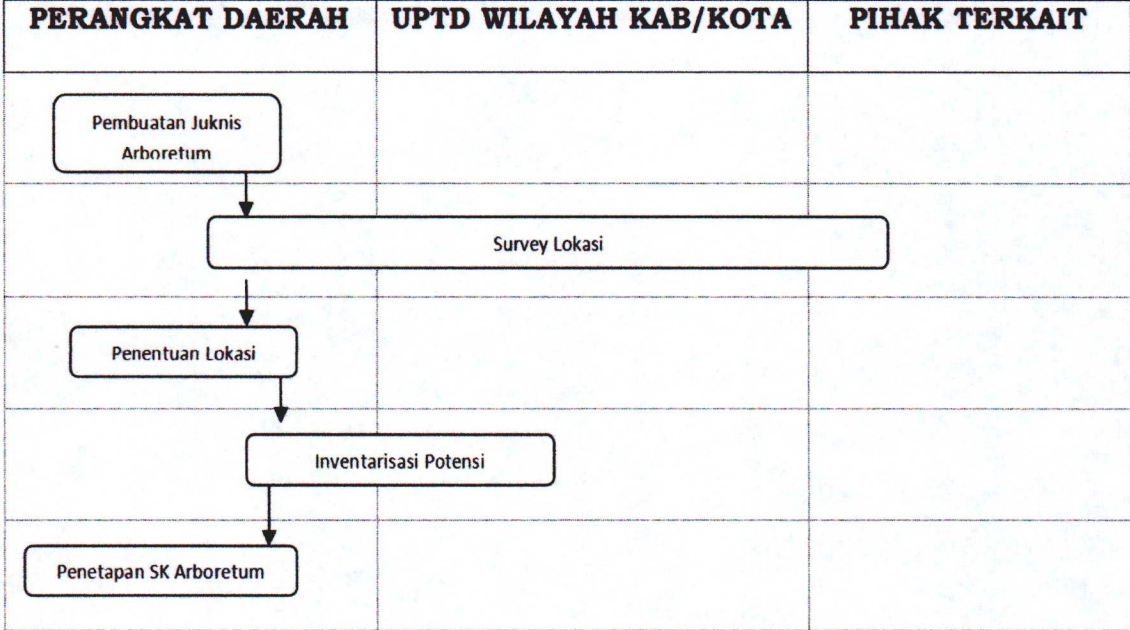 PERANGKAT DAERAH
UPTD WILAYAH KAB/KOTA
PIHAK TERKAIT
Pembuatan Juknis
Arboretum
Survey Lokasi
Penentuan Lokasi
Inventarisasi Potensi
Penetapan SK Arboretum